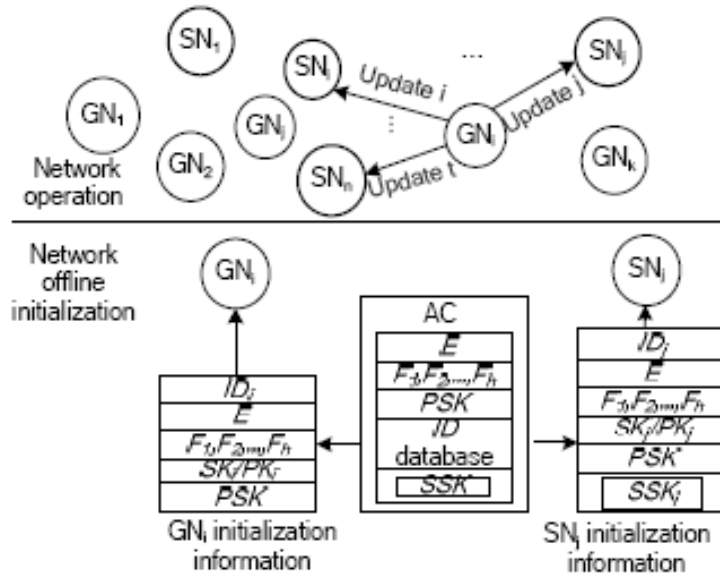 SN₁
SNᵢ
...
SNⱼ
Update i
GN₁
GNⱼ
⋮
GNᵢ
Update j
GN₂
SNₙ
Update t
GNₖ
Network
operation
Network
offline
initialization
GNᵢ
SNⱼ
AC
E
F₁,F₂,...,Fₕ
PSK
ID
database
SSK
IDᵢ
E
F₁,F₂,...,Fₕ
SKᵢ/PKᵢ
PSK
GNᵢ initialization
information
IDⱼ
E
F₁,F₂,...,Fₕ
SKⱼ/PKⱼ
PSK
SSKⱼ
SNⱼ initialization
information